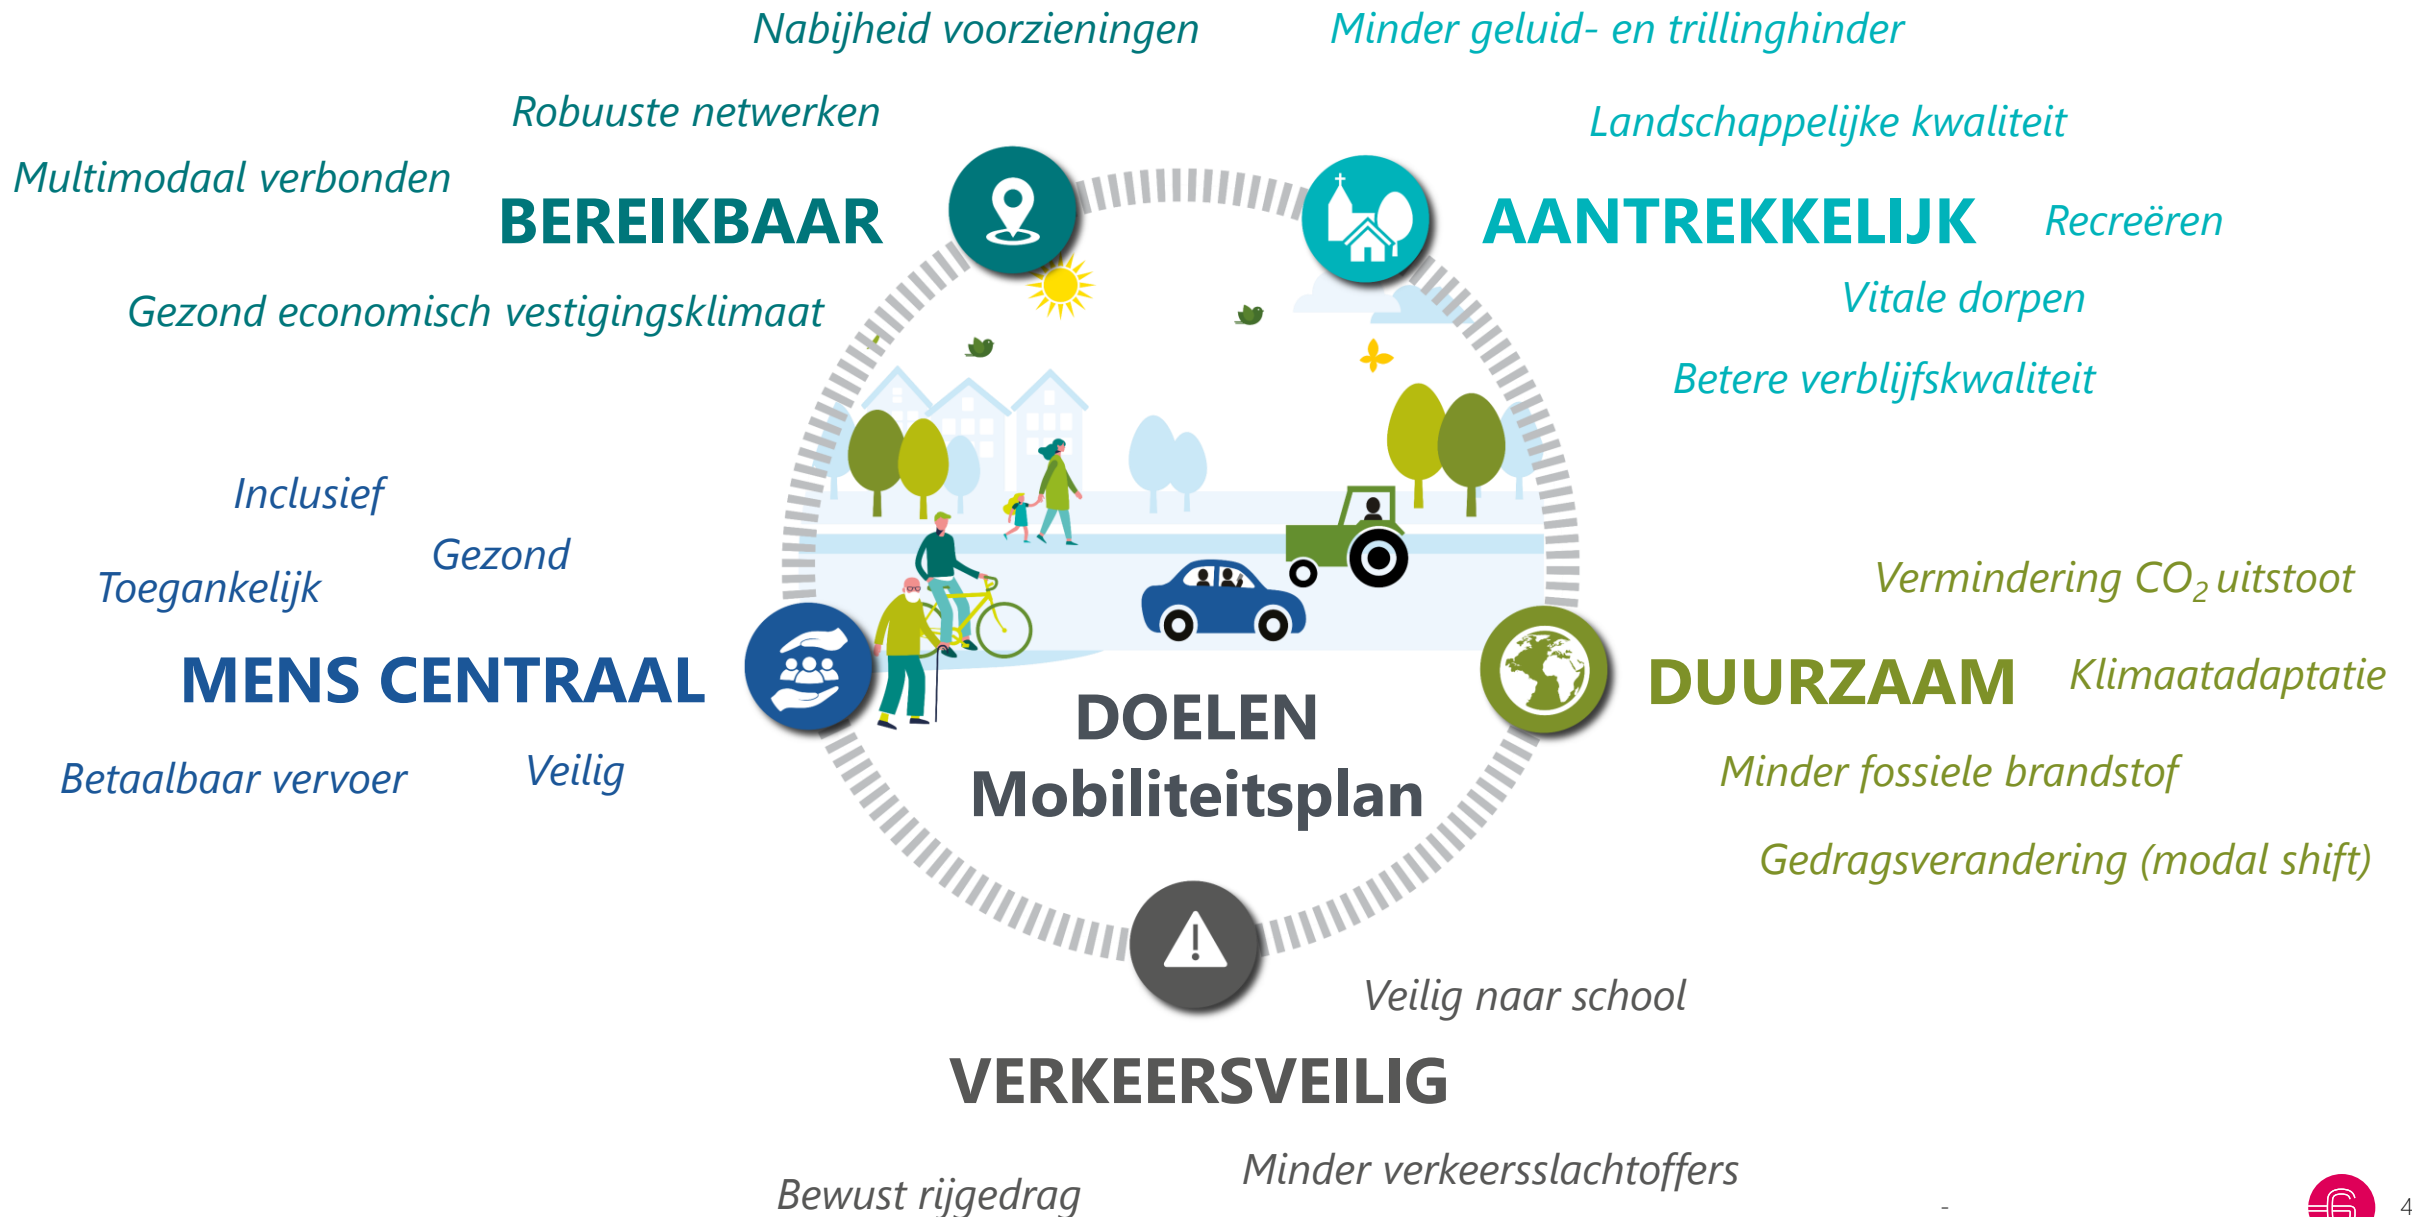 Nabijheid voorzieningen
Minder geluid- en trillinghinder
Robuuste netwerken
Landschappelijke kwaliteit
Multimodaal verbonden
BEREIKBAAR
AANTREKKELIJK
Recreëren
Gezond economisch vestigingsklimaat
Vitale dorpen
Betere verblijfskwaliteit
Inclusief
Gezond
Toegankelijk
MENS CENTRAAL
Betaalbaar vervoer
Veilig
Vermindering CO₂ uitstoot
DUURZAAM
Klimaatadaptatie
Minder fossiele brandstof
Gedragsverandering (modal shift)
DOELEN
Mobiliteitsplan
Veilig naar school
VERKEERSVEILIG
Minder verkeersslachtoffers
Bewust rijgedrag
-
4